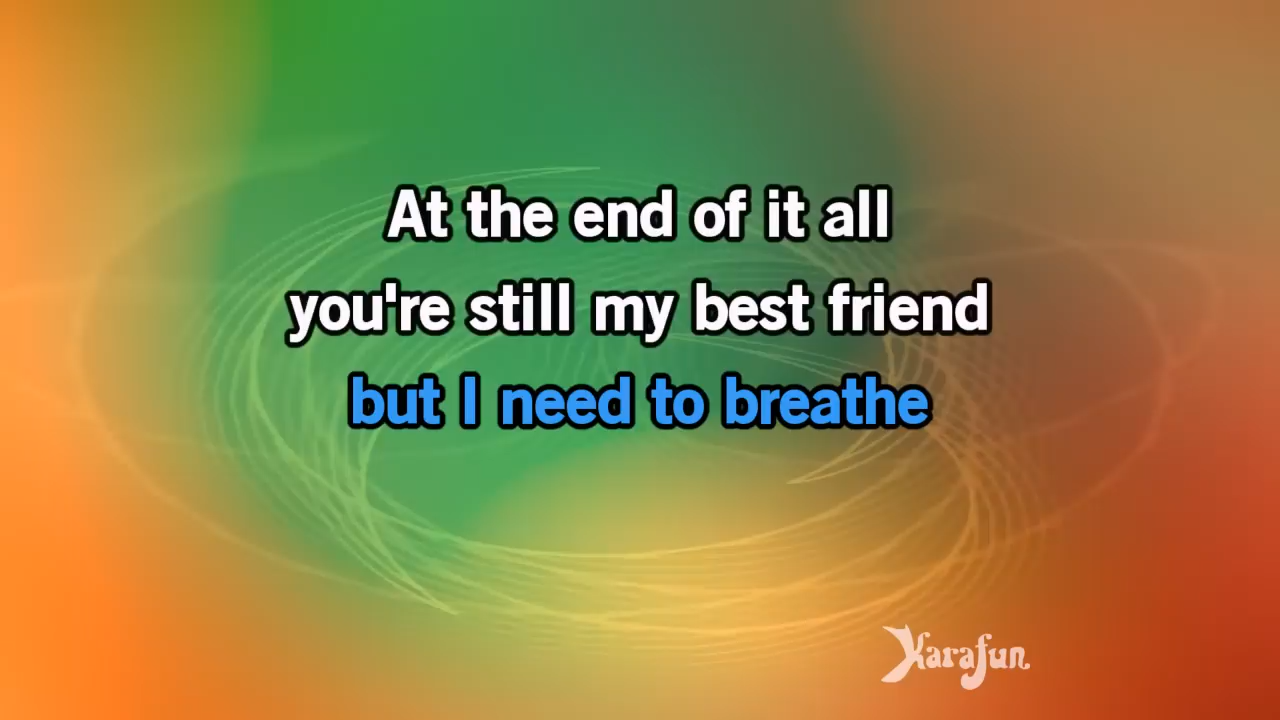 At the end of it all
you're still my best friend
but I need to breathe
Karafun